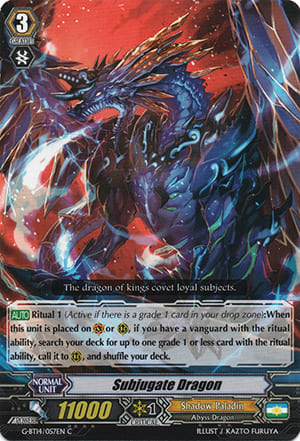 3
The dragon of kings covet loyal subjects.
AUTO Ritual 1 (Active if there is a grade 1 card in your drop zone):When
this unit is placed on or , if you have a vanguard with the ritual
ability, search your deck for up to one grade 1 or less card with the ritual
ability, call it to , and shuffle your deck.
NORMAL
UNIT
Subjugate Dragon
11000
1
CRITICAL
Shadow Paladin
Abyss Dragon
G-BT14/057EN C
ILLUST / KAZTO FURUYA